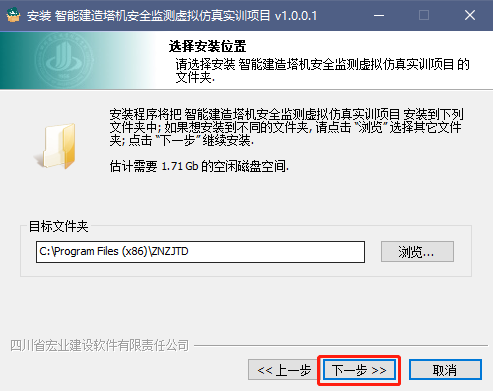 安装 智能建造塔机安全监测虚拟仿真实训项目 v1.0.0.1
选择安装位置
请选择安装 智能建造塔机安全监测虚拟仿真实训项目 的
文件夹.
安装程序将把 智能建造塔机安全监测虚拟仿真实训项目 安装到下列
文件夹中; 如果想安装到不同的文件夹, 请点击 “浏览” 选择其它文件
夹; 点击 “下一步” 继续安装.
估计需要 1.71 Gb 的空闲磁盘空间.
目标文件夹
C:\Program Files (x86)\ZNZJTD
浏览...
四川省宏业建设软件有限责任公司
<< 上一步
下一步 >>
取消